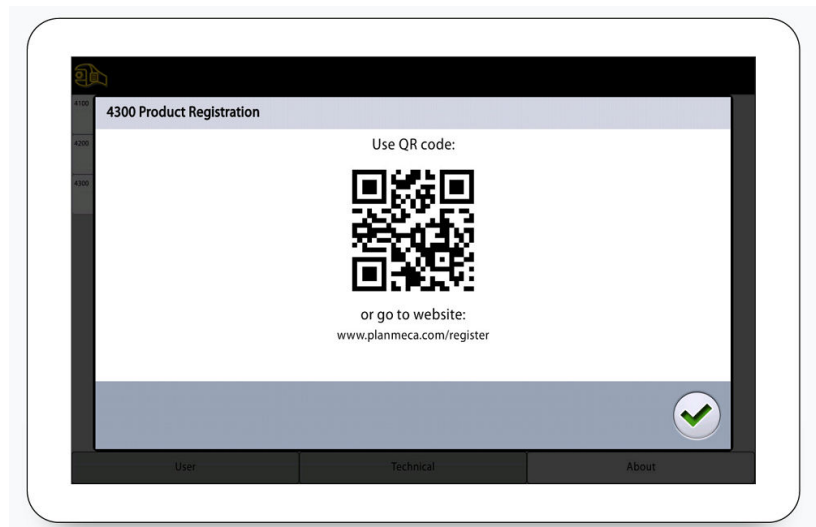 4100
4300 Product Registration
4200
Use QR code:
4300
or go to website:
www.planmeca.com/register
User
Technical
About